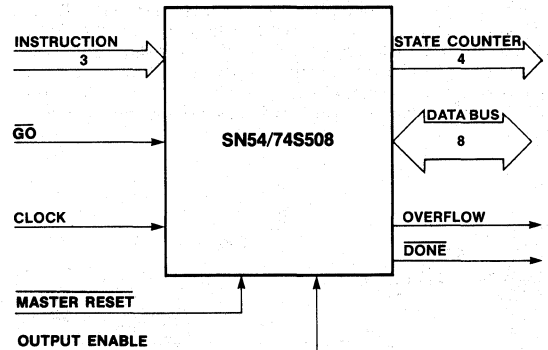 INSTRUCTION
3
STATE COUNTER
4
GO
SN54/74S508
DATA BUS
8
CLOCK
OVERFLOW
DONE
MASTER RESET
OUTPUT ENABLE